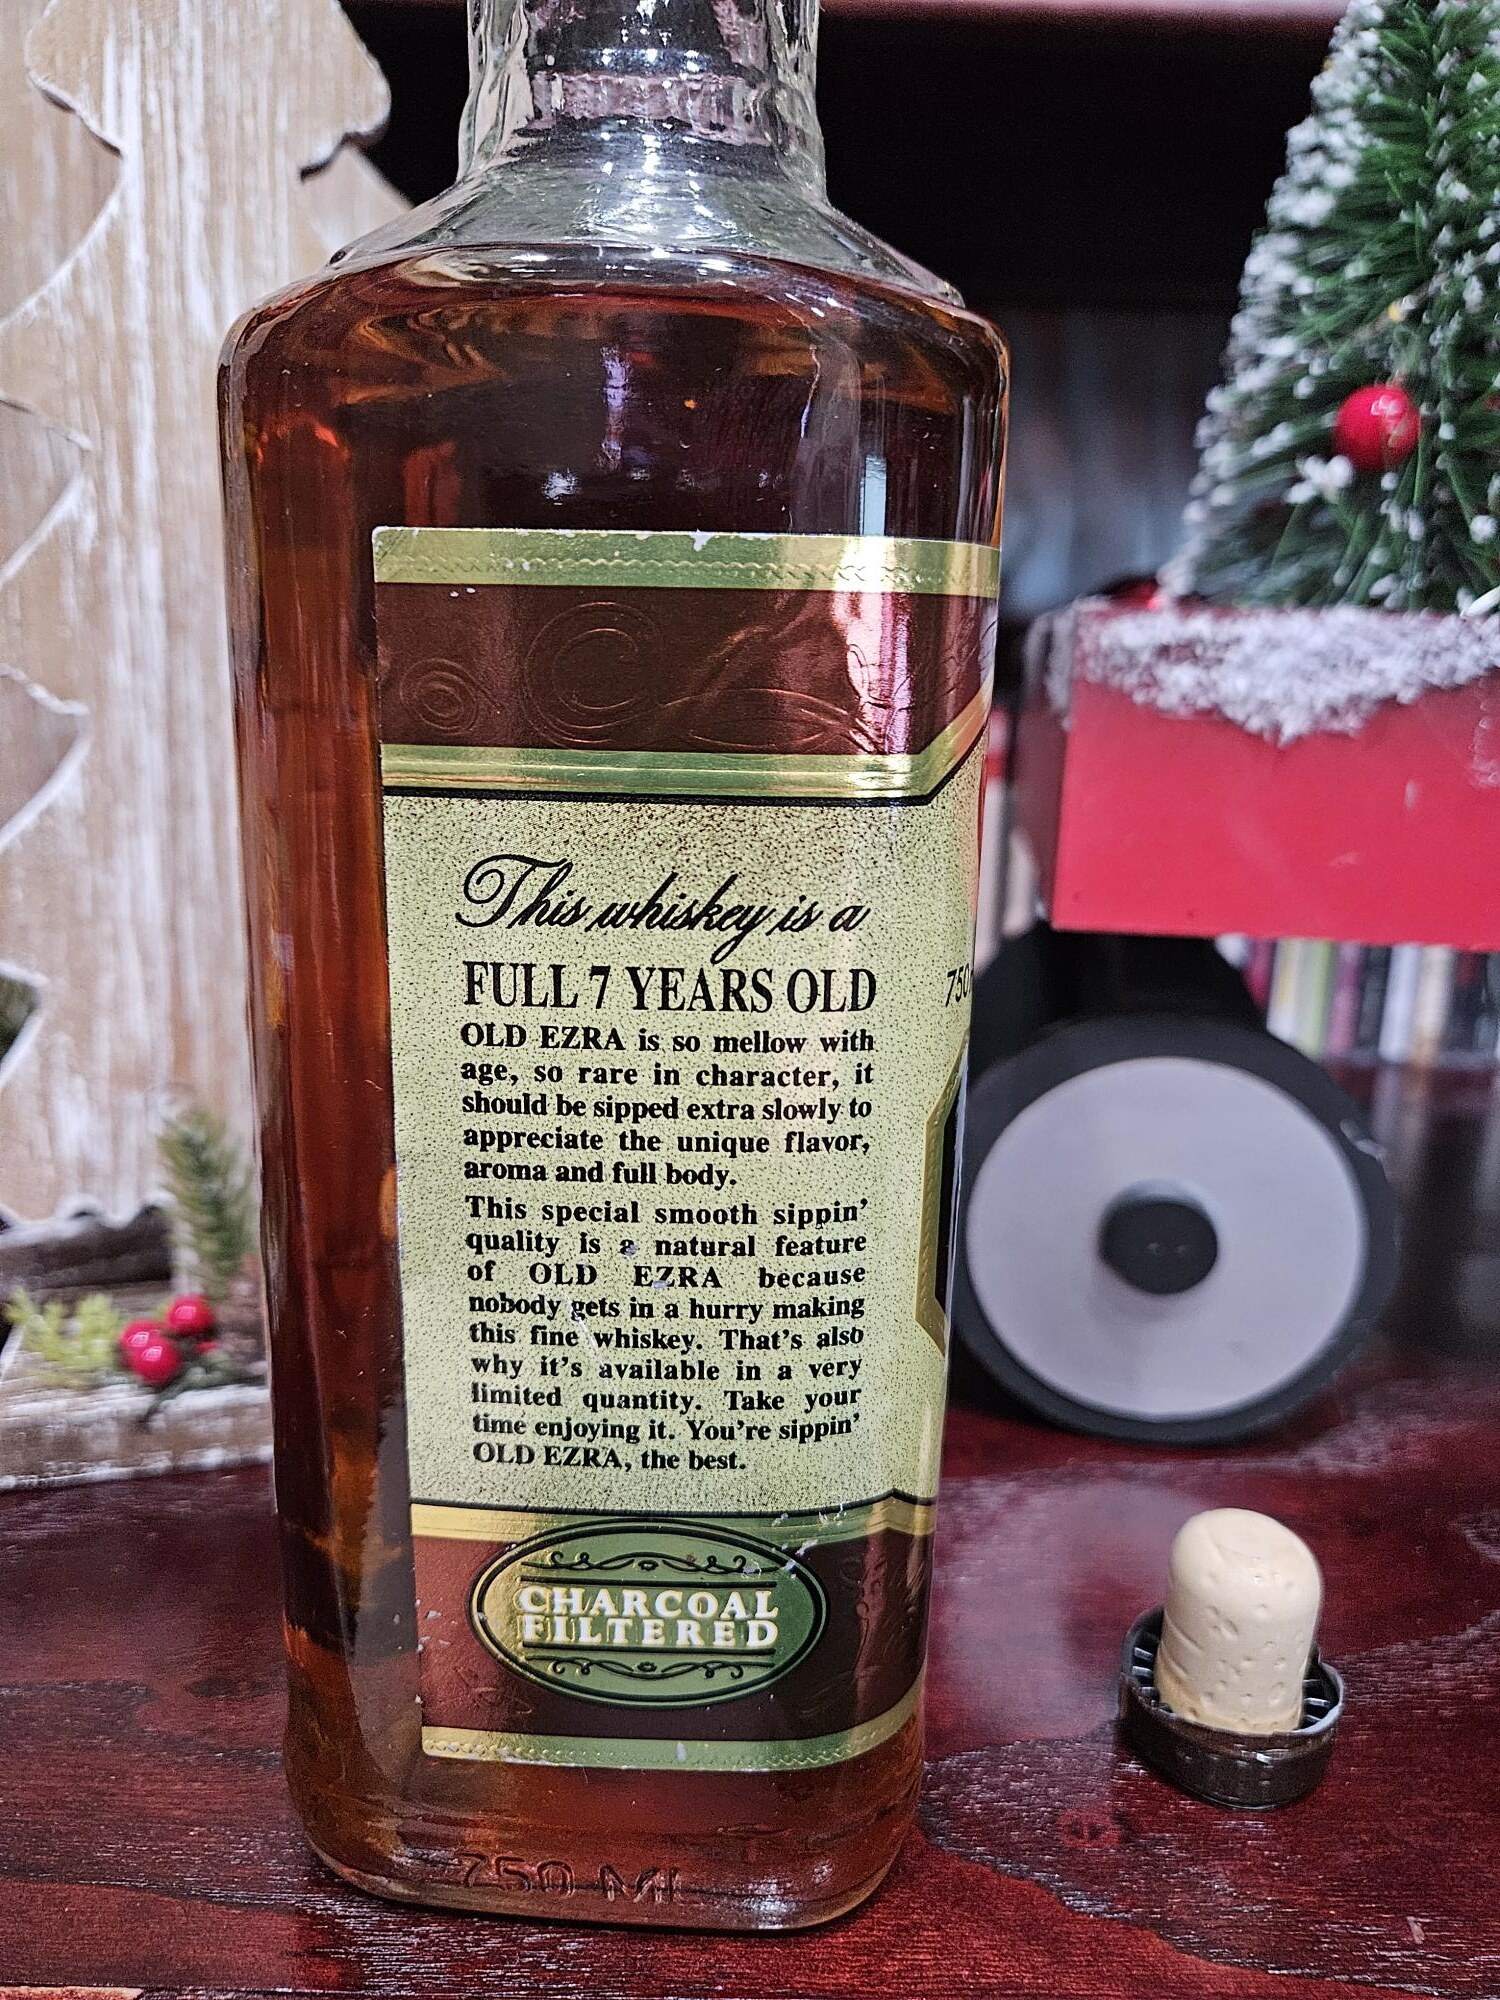 This whiskey is a
FULL 7 YEARS OLD
OLD EZRA is so mellow with
age, so rare in character, it
should be sipped extra slowly to
appreciate the unique flavor,
aroma and full body.
This special smooth sippin'
quality is a natural feature
of OLD EZRA because
nobody gets in a hurry making
this fine whiskey. That's also
why it's available in a very
limited quantity. Take your
time enjoying it. You're sippin'
OLD EZRA, the best.
750
CHARCOAL
FILTERED
750 Ml